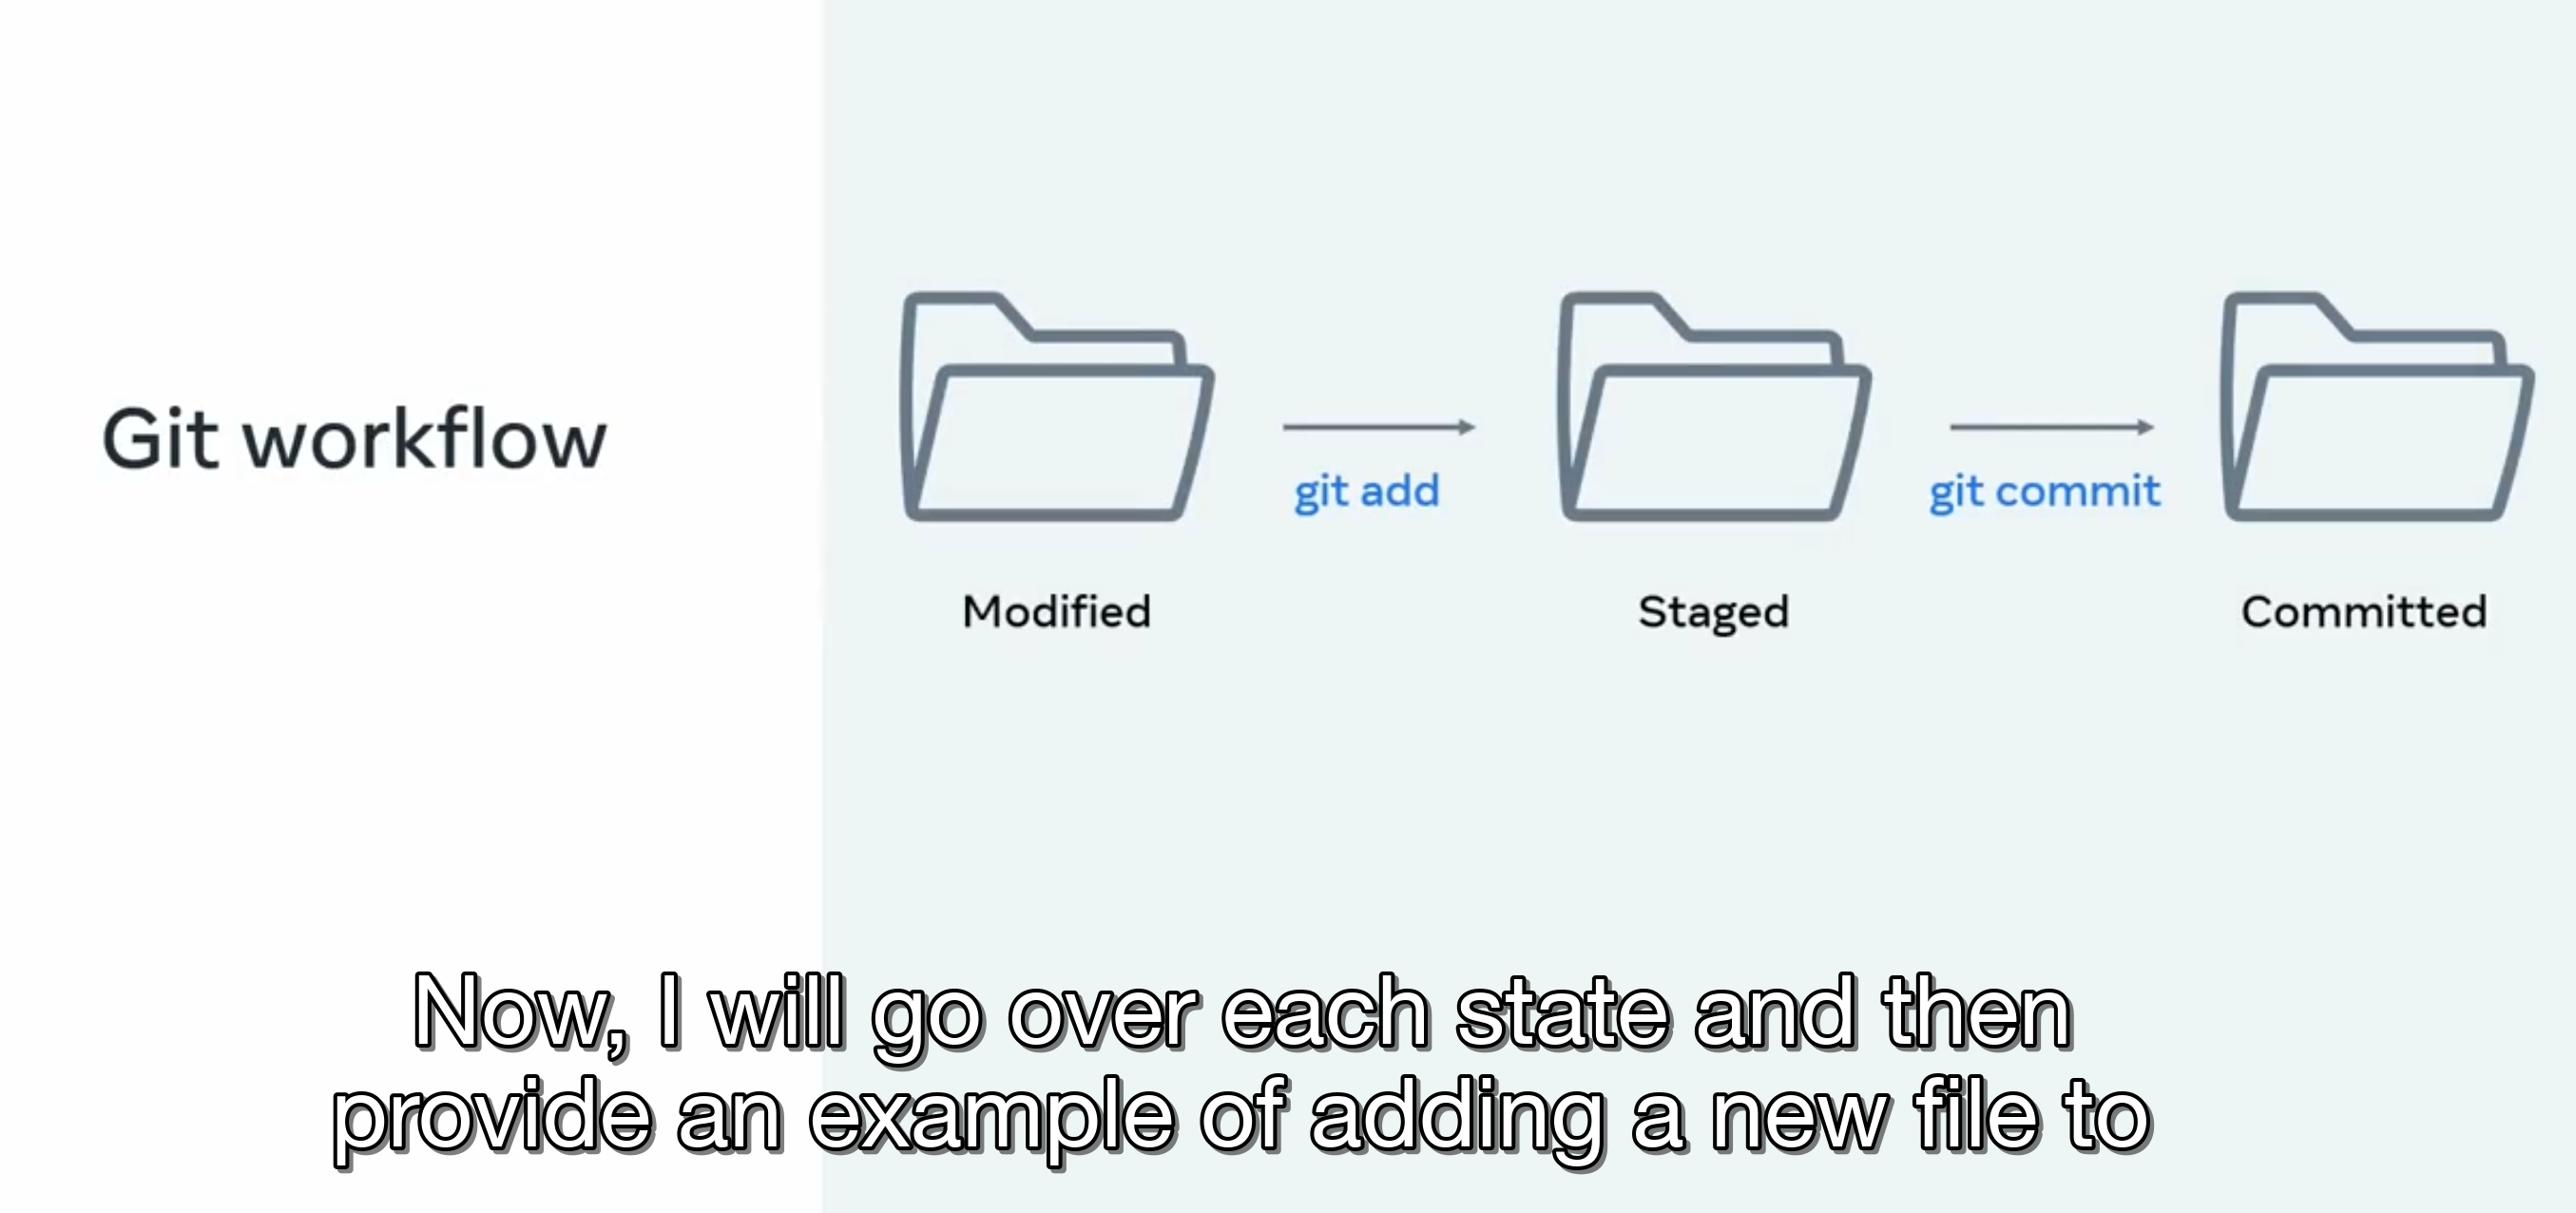 Git workflow
git add
git commit
Modified
Staged
Committed
Now, I will go over each state and then
provide an example of adding a new file to